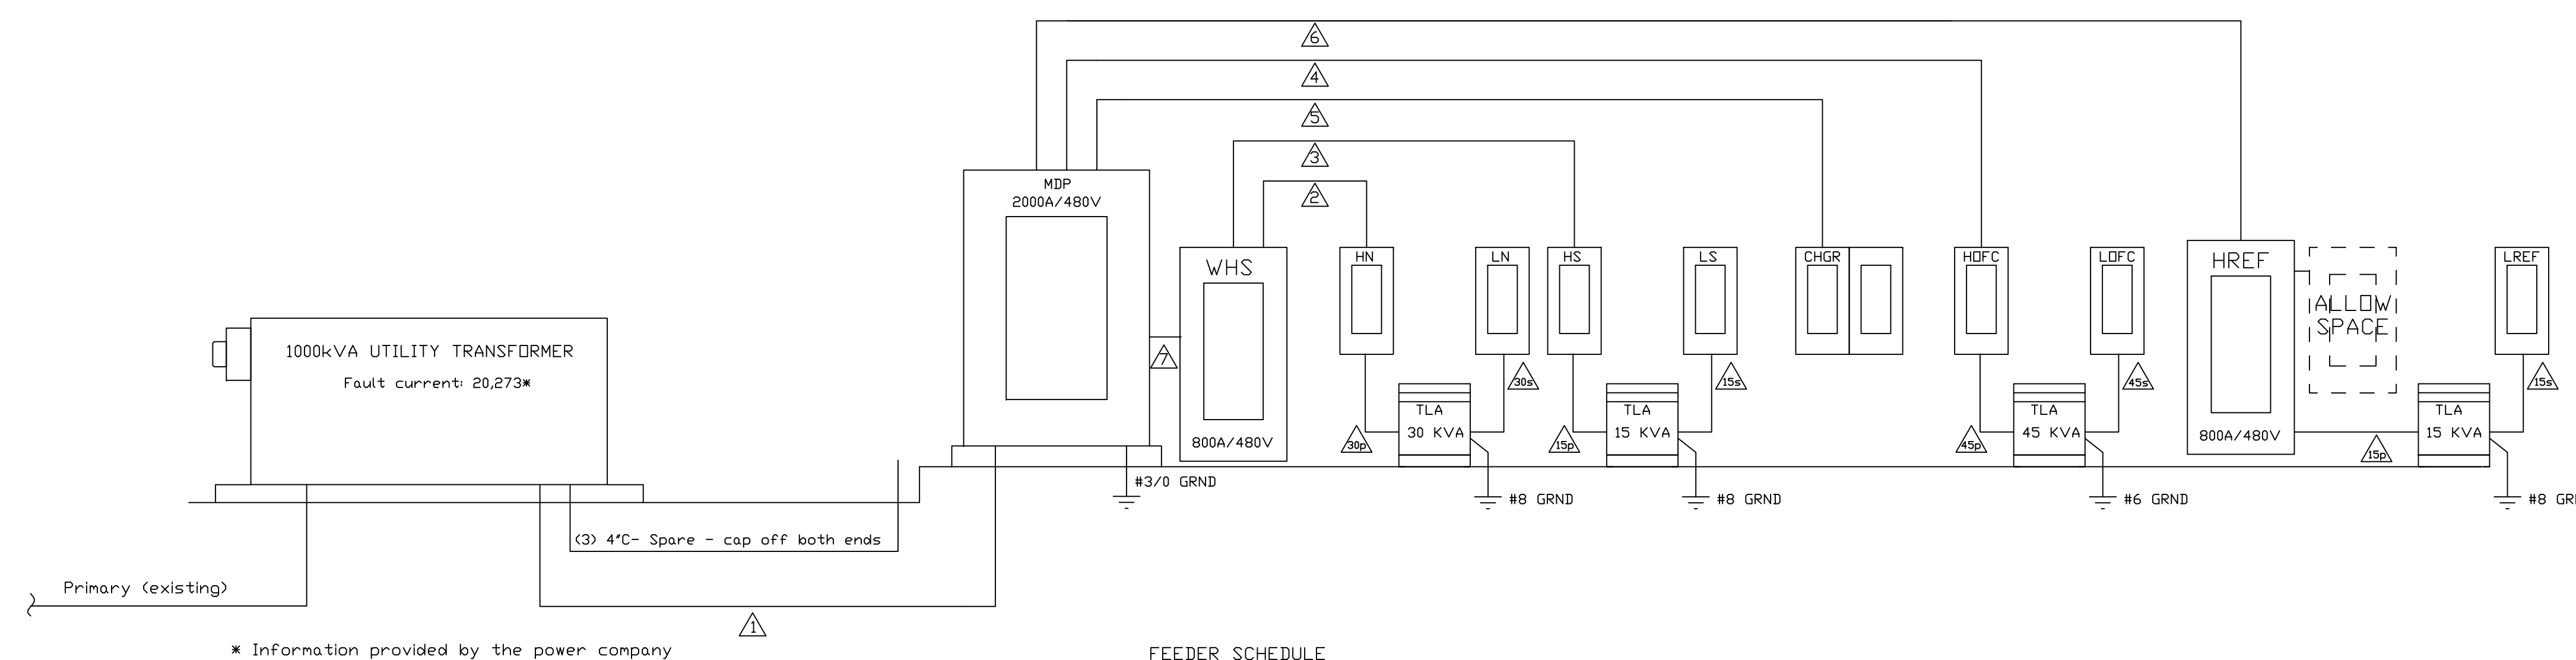 6
4
5
3
2
MDP
2000A/480V
WHS
800A/480V
7
HN
LN
HS
LS
CHGR
HOFC
LOFC
HREF
800A/480V
ALLOW
SPACE
LREF
1000kVA UTILITY TRANSFORMER
Fault current: 20,273*
30s
15s
45s
15s
TLA
30 KVA
TLA
15 KVA
TLA
45 KVA
TLA
15 KVA
30p
15p
45p
15p
#3/0 GRND
#8 GRND
#8 GRND
#6 GRND
#8
(3) 4"C- Spare - cap off both ends
Primary (existing)
1
* Information provided by the power company
FEEDER SCHEDULE